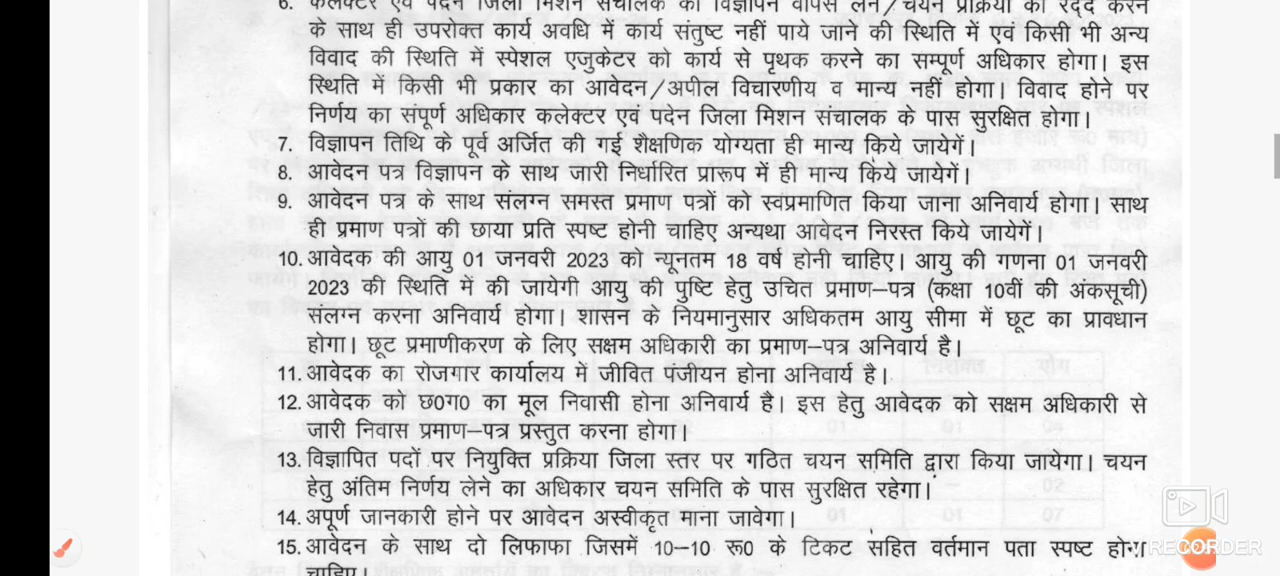 6. कलेक्टर एवं पदेन जिला मिशन संचालक को विज्ञापन वापस लेने/चयन प्रक्रिया को रद्द करने
के साथ ही उपरोक्त कार्य अवधि में कार्य संतुष्ट नहीं पाये जाने की स्थिति में एवं किसी भी अन्य
विवाद की स्थिति में स्पेशल एजुकेटर को कार्य से पृथक करने का सम्पूर्ण अधिकार होगा। इस
स्थिति में किसी भी प्रकार का आवेदन/अपील विचारणीय व मान्य नहीं होगा। विवाद होने पर
निर्णय का संपूर्ण अधिकार कलेक्टर एवं पदेन जिला मिशन संचालक के पास सुरक्षित होगा।
7. विज्ञापन तिथि के पूर्व अर्जित की गई शैक्षणिक योग्यता ही मान्य किये जायेगें।
8. आवेदन पत्र विज्ञापन के साथ जारी निर्धारित प्रारूप में ही मान्य किये जायेगें।
9. आवेदन पत्र के साथ संलग्न समस्त प्रमाण पत्रों को स्वप्रमाणित किया जाना अनिवार्य होगा। साथ
ही प्रमाण पत्रों की छाया प्रति स्पष्ट होनी चाहिए अन्यथा आवेदन निरस्त किये जायेगें।
10. आवेदक की आयु 01 जनवरी 2023 को न्यूनतम 18 वर्ष होनी चाहिए। आयु की गणना 01 जनवरी
2023 की स्थिति में की जायेगी आयु की पुष्टि हेतु उचित प्रमाण–पत्र (कक्षा 10वीं की अंकसूची)
संलग्न करना अनिवार्य होगा। शासन के नियमानुसार अधिकतम आयु सीमा में छूट का प्रावधान
होगा। छूट प्रमाणीकरण के लिए सक्षम अधिकारी का प्रमाण–पत्र अनिवार्य है।
11. आवेदक का रोजगार कार्यालय में जीवित पंजीयन होना अनिवार्य है।
12. आवेदक को छ0ग0 का मूल निवासी होना अनिवार्य है। इस हेतु आवेदक को सक्षम अधिकारी से
जारी निवास प्रमाण–पत्र प्रस्तुत करना होगा।
13. विज्ञापित पदों पर नियुक्ति प्रक्रिया जिला स्तर पर गठित चयन समिति द्वारा किया जायेगा। चयन
हेतु अंतिम निर्णय लेने का अधिकार चयन समिति के पास सुरक्षित रहेगा।
14. अपूर्ण जानकारी होने पर आवेदन अस्वीकृत माना जावेगा।
15. आवेदन के साथ दो लिफाफा जिसमें 10–10 रू0 के टिकट सहित वर्तमान पता स्पष्ट होना
चाहिए।
RECORDER